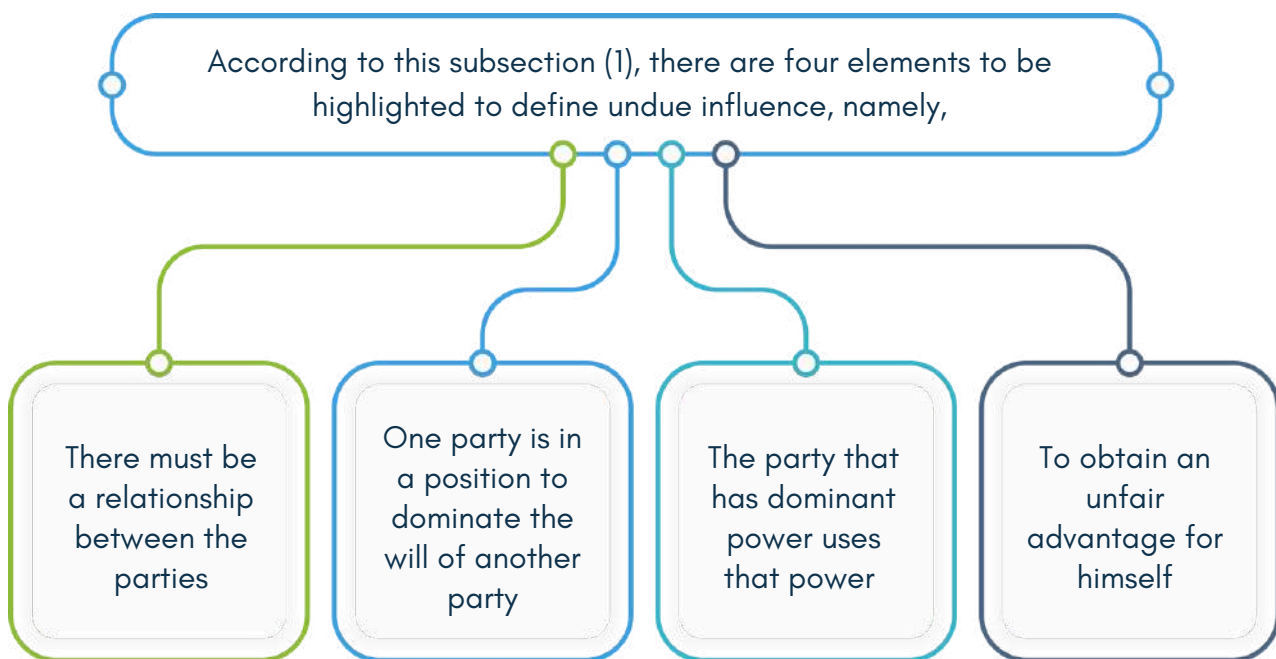 According to this subsection (1), there are four elements to be
highlighted to define undue influence, namely,
There must be
a relationship
between the
parties
One party is in
a position to
dominate the
will of another
party
The party that
has dominant
power uses
that power
To obtain an
unfair
advantage for
himself